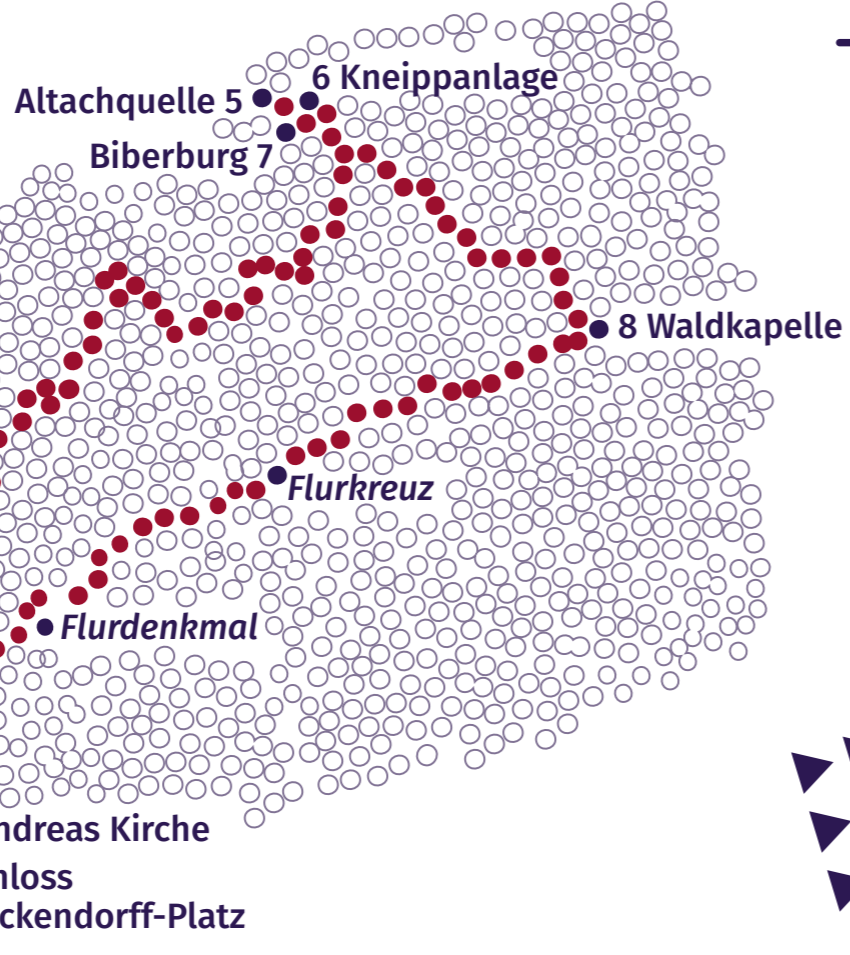 6 Kneippanlage
Altachquelle 5
Biberburg 7
8 Waldkapelle
Flurkreuz
Flurdenkmal
ndreas Kirche
hloss
ckendorff-Platz